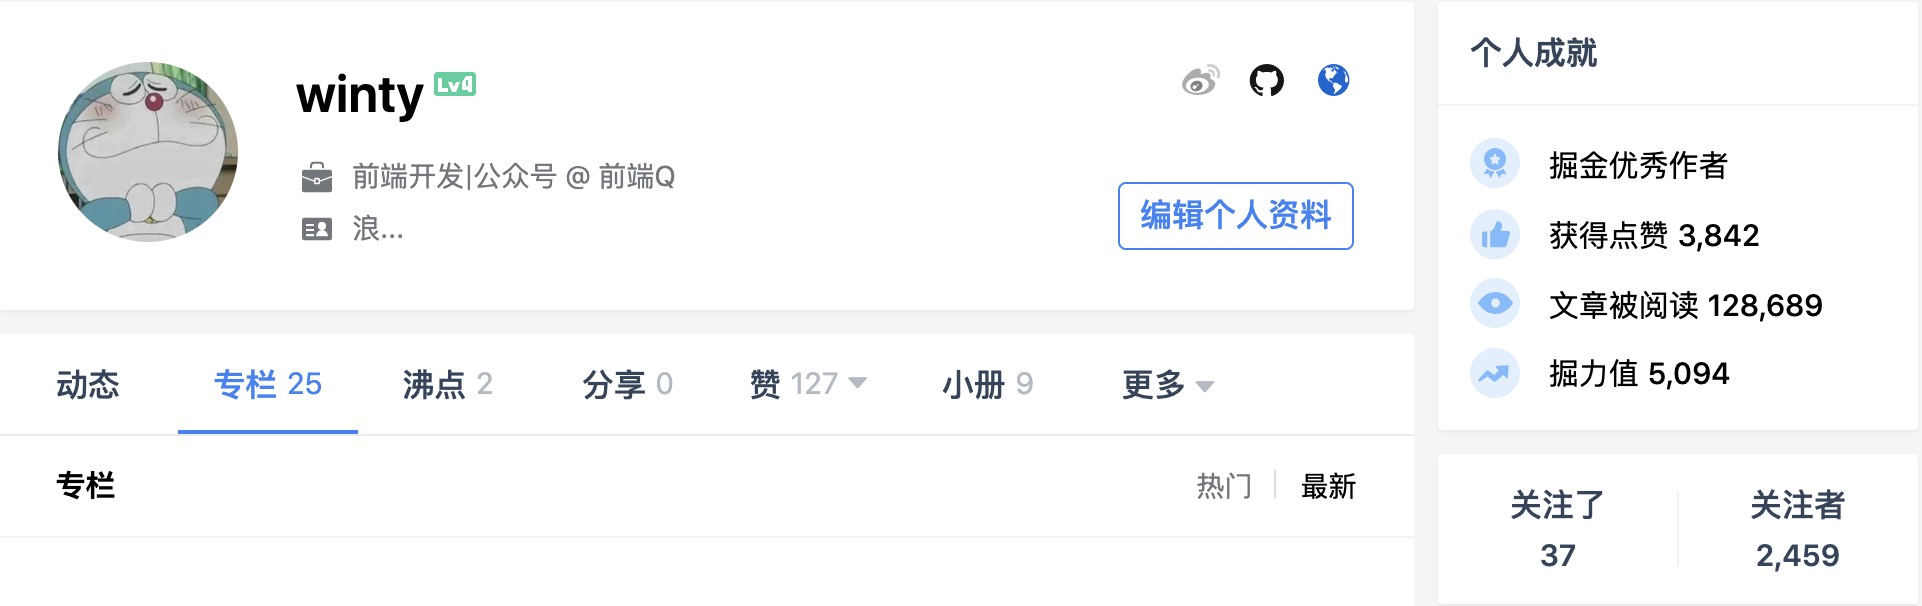 winty Lv4
前端开发|公众号 @ 前端Q
浪...
编辑个人资料
动态 专栏 25 沸点 2 分享 0 赞 127 小册 9 更多
专栏 热门 最新
个人成就
掘金优秀作者
获得点赞 3,842
文章被阅读 128,689
掘力值 5,094
关注了 关注者
37 2,459